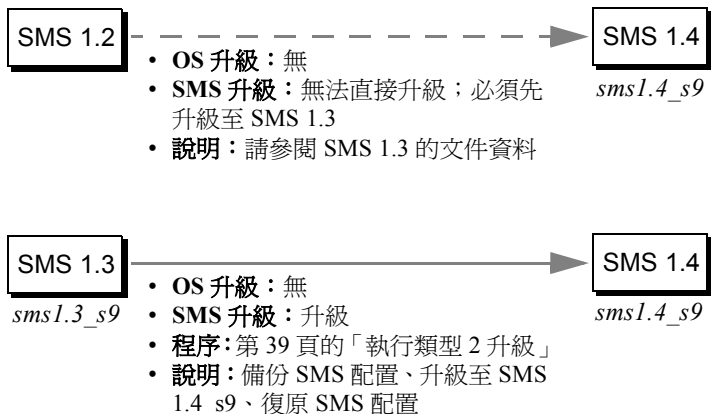 SMS 1.2
SMS 1.4
sms1.4_s9
• OS 升級：無
• SMS 升級：無法直接升級；必須先
升級至 SMS 1.3
• 說明：請參閱 SMS 1.3 的文件資料
SMS 1.3
sms1.3_s9
SMS 1.4
sms1.4_s9
• OS 升級：無
• SMS 升級：升級
• 程序：第 39 頁的「執行類型 2 升級」
• 說明：備份 SMS 配置、升級至 SMS
1.4_s9、復原 SMS 配置